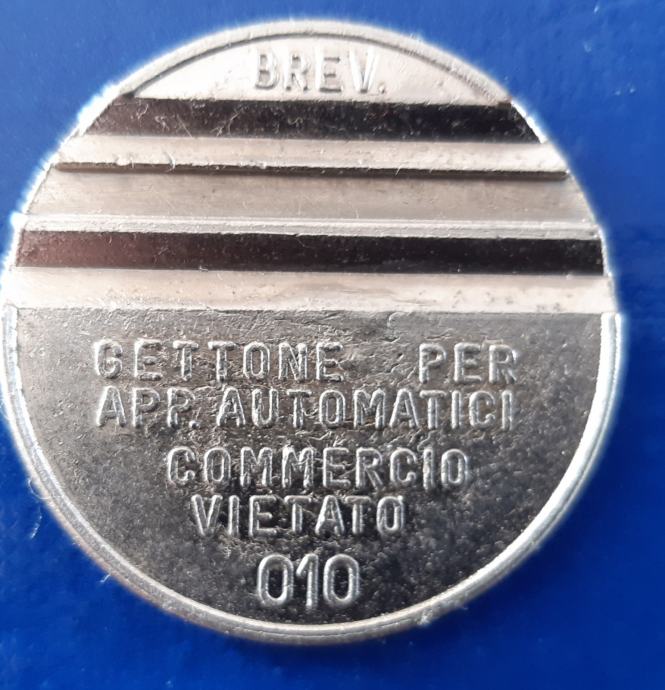 BREV.
GETTONE PER
APP. AUTOMATICI
COMMERCIO
VIETATO
010